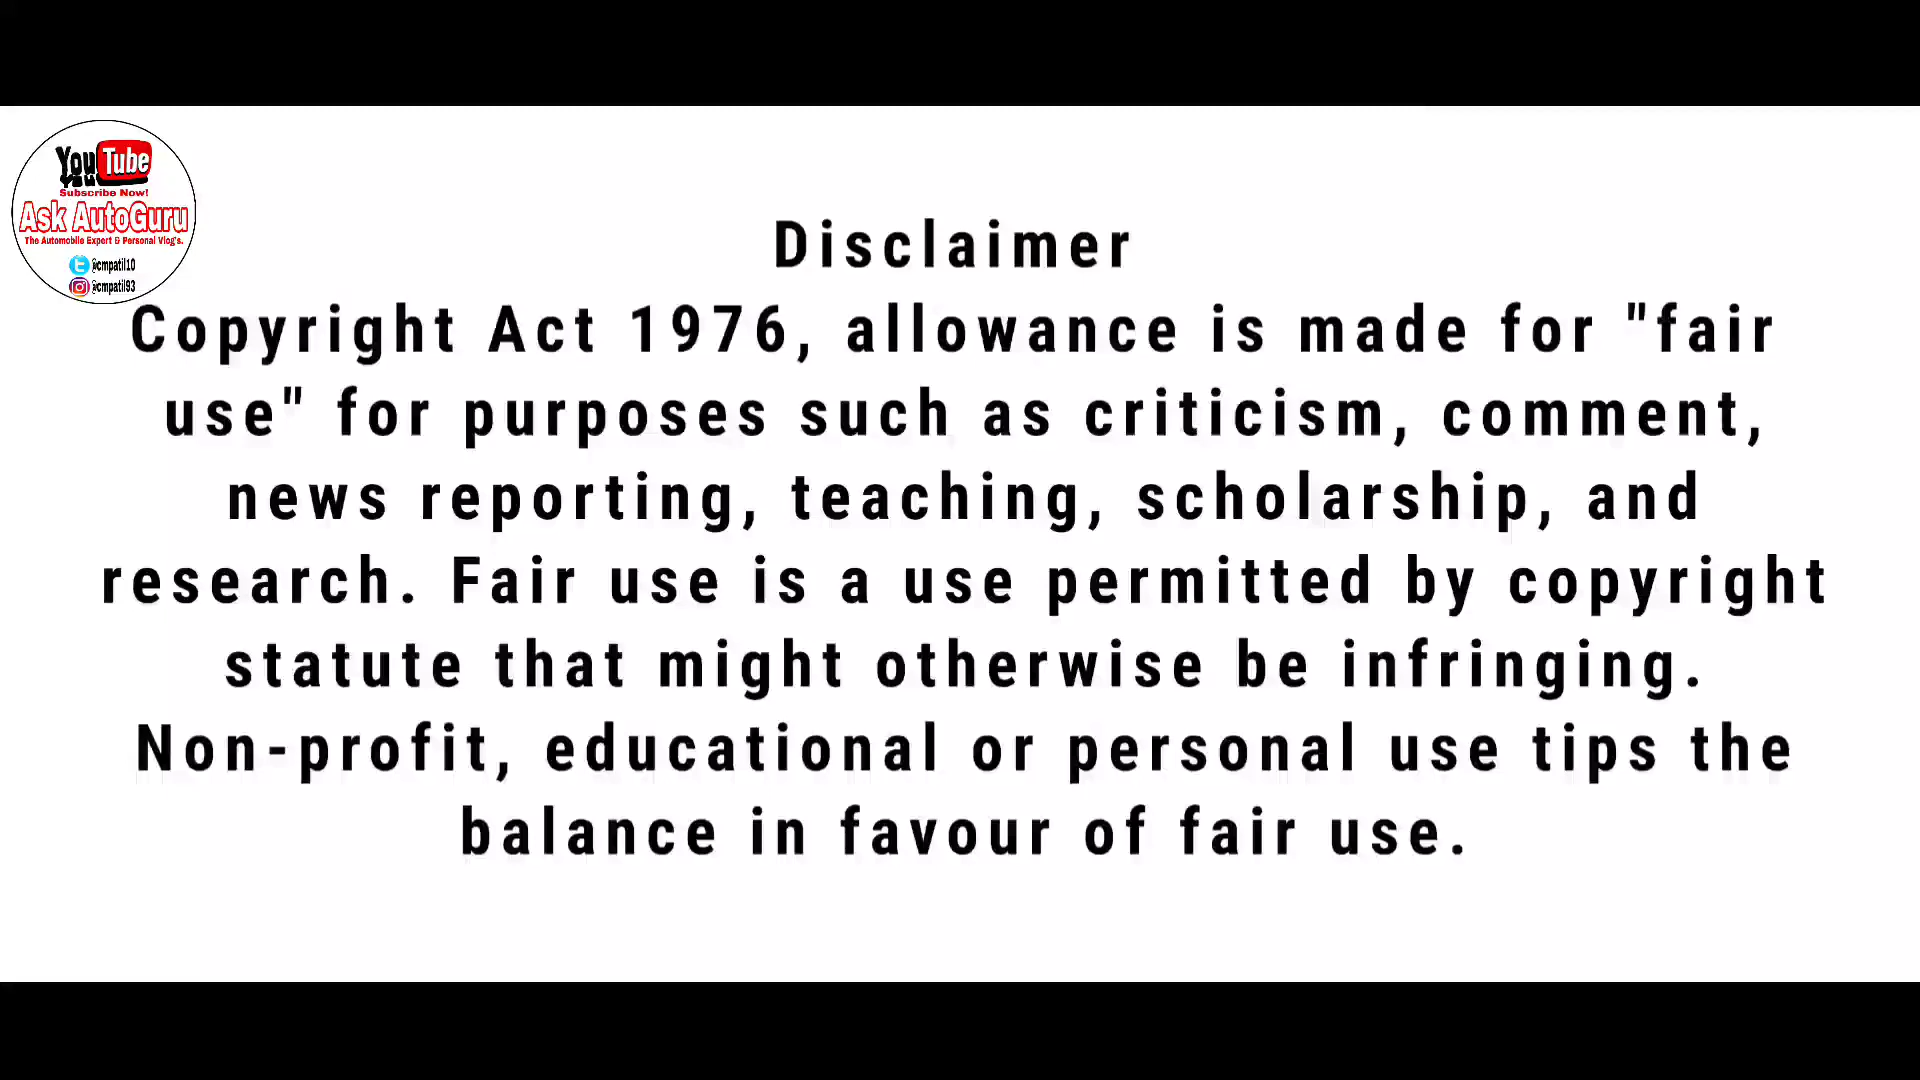 YouTube
Subscribe Now!
Ask AutoGuru
The Automobile Expert & Personal Vlog's.
@cmpatil10
@cmpatil93
Disclaimer
Copyright Act 1976, allowance is made for "fair
use" for purposes such as criticism, comment,
news reporting, teaching, scholarship, and
research. Fair use is a use permitted by copyright
statute that might otherwise be infringing.
Non-profit, educational or personal use tips the
balance in favour of fair use.